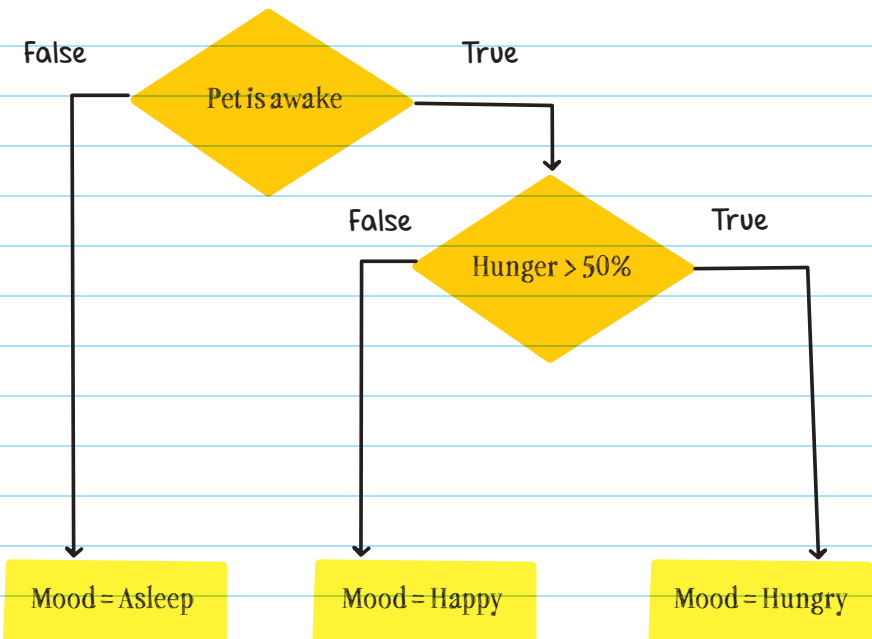 False
True
Pet is awake
False
True
Hunger > 50%
Mood = Asleep
Mood = Happy
Mood = Hungry